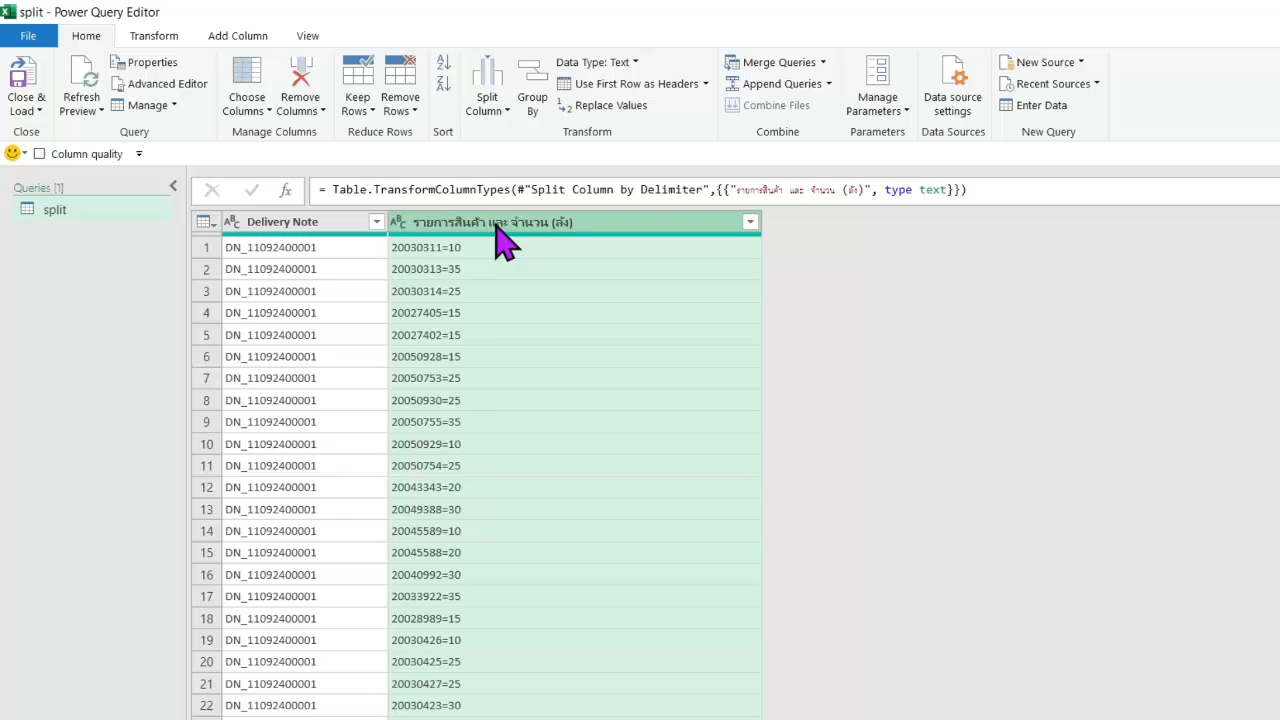 split - Power Query Editor
File Home Transform Add Column View
Close & Load
Close
Refresh Preview
Properties
Advanced Editor
Manage
Query
Choose Columns
Remove Columns
Manage Columns
Keep Rows
Remove Rows
Reduce Rows
Sort
Split Column
Group By
Data Type: Text
Use First Row as Headers
Replace Values
Transform
Merge Queries
Append Queries
Combine Files
Combine
Manage Parameters
Parameters
Data source settings
Data Sources
New Source
Recent Sources
Enter Data
New Query
Column quality
Queries [1]
split
= Table.TransformColumnTypes(#"Split Column by Delimiter",{{"รายการสินค้า และ จำนวน (ลัง)", type text}})
Delivery Note รายการสินค้า และ จำนวน (ลัง)
1 DN_11092400001 20030311=10
2 DN_11092400001 20030313=35
3 DN_11092400001 20030314=25
4 DN_11092400001 20027405=15
5 DN_11092400001 20027402=15
6 DN_11092400001 20050928=15
7 DN_11092400001 20050753=25
8 DN_11092400001 20050930=25
9 DN_11092400001 20050755=35
10 DN_11092400001 20050929=10
11 DN_11092400001 20050754=25
12 DN_11092400001 20043343=20
13 DN_11092400001 20049388=30
14 DN_11092400001 20045589=10
15 DN_11092400001 20045588=20
16 DN_11092400001 20040992=30
17 DN_11092400001 20033922=35
18 DN_11092400001 20028989=15
19 DN_11092400001 20030426=10
20 DN_11092400001 20030425=25
21 DN_11092400001 20030427=25
22 DN_11092400001 20030423=30